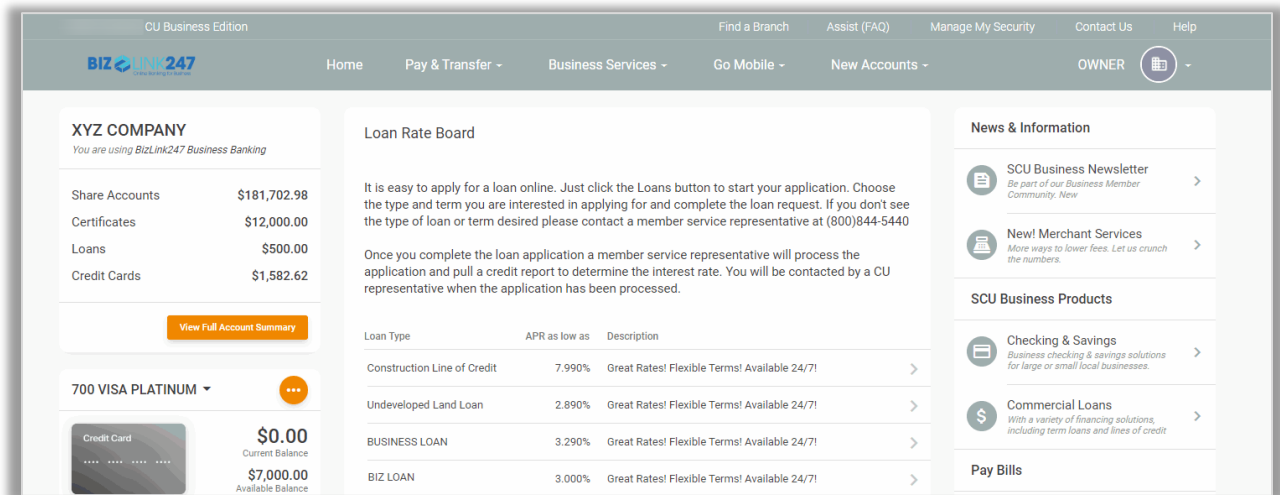 CU Business Edition
Find a Branch Assist (FAQ) Manage My Security Contact Us Help
BIZ LINK247
Online Banking for Business
Home Pay & Transfer Business Services Go Mobile New Accounts OWNER
XYZ COMPANY
You are using BizLink247 Business Banking
Share Accounts $181,702.98
Certificates $12,000.00
Loans $500.00
Credit Cards $1,582.62
View Full Account Summary
700 VISA PLATINUM
Credit Card
$0.00
Current Balance
$7,000.00
Available Balance
Loan Rate Board
It is easy to apply for a loan online. Just click the Loans button to start your application. Choose
the type and term you are interested in applying for and complete the loan request. If you don't see
the type of loan or term desired please contact a member service representative at (800)844-5440
Once you complete the loan application a member service representative will process the
application and pull a credit report to determine the interest rate. You will be contacted by a CU
representative when the application has been processed.
Loan Type APR as low as Description
Construction Line of Credit 7.990% Great Rates! Flexible Terms! Available 24/7!
Undeveloped Land Loan 2.890% Great Rates! Flexible Terms! Available 24/7!
BUSINESS LOAN 3.290% Great Rates! Flexible Terms! Available 24/7!
BIZ LOAN 3.000% Great Rates! Flexible Terms! Available 24/7!
News & Information
SCU Business Newsletter
Be part of our Business Member
Community. New
New! Merchant Services
More ways to lower fees. Let us crunch
the numbers.
SCU Business Products
Checking & Savings
Business checking & savings solutions
for large or small local businesses.
Commercial Loans
With a variety of financing solutions,
including term loans and lines of credit
Pay Bills